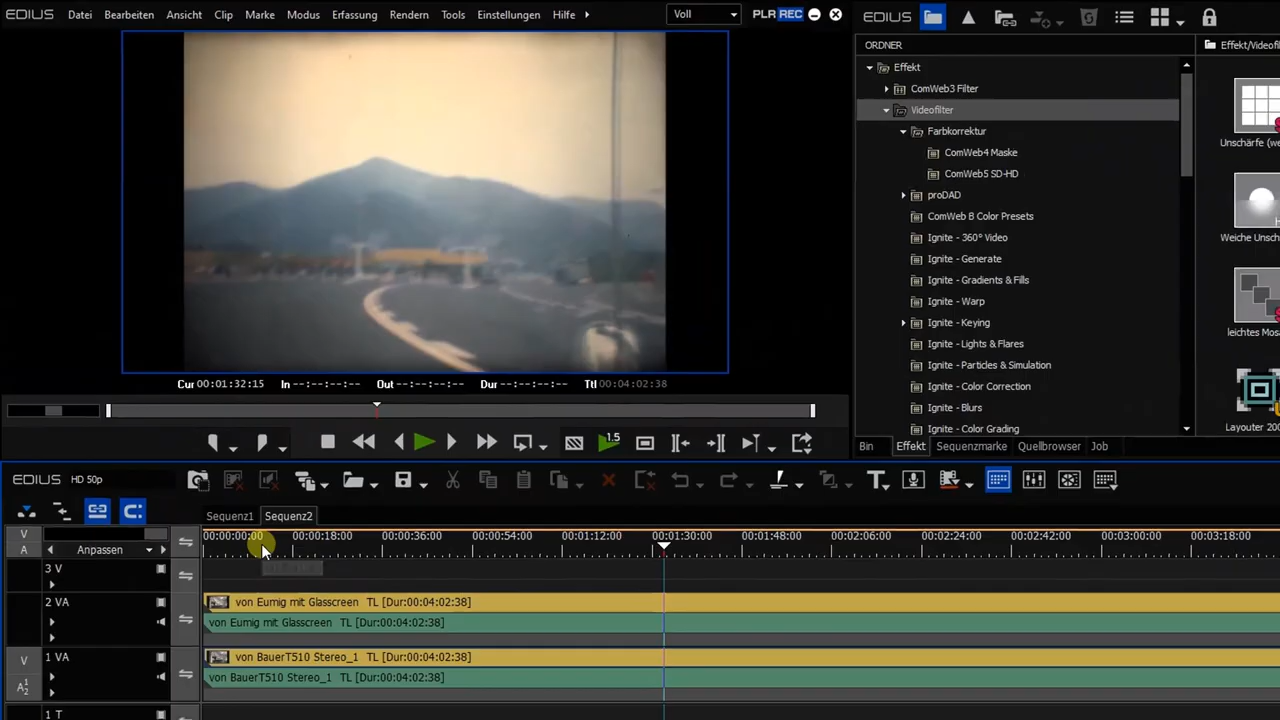 Datei Bearbeiten Ansicht Clip Marke Modus Erfassung Rendern Tools Einstellungen Hilfe
Voll
PLR REC
EDIUS
ORDNER
Effekt
ComWeb3 Filter
Videofilter
Farbkorrektur
ComWeb4 Maske
ComWeb5 SD-HD
proDAD
ComWeb B Color Presets
Ignite - 360° Video
Ignite - Generate
Ignite - Gradients & Fills
Ignite - Warp
Ignite - Keying
Ignite - Lights & Flares
Ignite - Particles & Simulation
Ignite - Color Correction
Ignite - Blurs
Ignite - Color Grading
Effekt/Videofil
Unschärfe (we
Weiche Unsch
leichtes Mos
Layouter 200
Cur 00:01:32:15 In --:--:--:-- Out --:--:--:-- Dur --:--:--:-- Ttl 00:04:02:38
1.5
Bin Effekt Sequenzmarke Quellbrowser Job
EDIUS HD 50p
T
Sequenz1 Sequenz2
V
A
Anpassen
00:00:00:00 00:00:18:00 00:00:36:00 00:00:54:00 00:01:12:00 00:01:30:00 00:01:48:00 00:02:06:00 00:02:24:00 00:02:42:00 00:03:00:00 00:03:18:00
3 V
2 VA
von Eumig mit Glasscreen TL [Dur:00:04:02:38]
von Eumig mit Glasscreen TL [Dur:00:04:02:38]
V
1 VA
von BauerT510 Stereo_1 TL [Dur:00:04:02:38]
A12
von BauerT510 Stereo_1 TL [Dur:00:04:02:38]
1 T